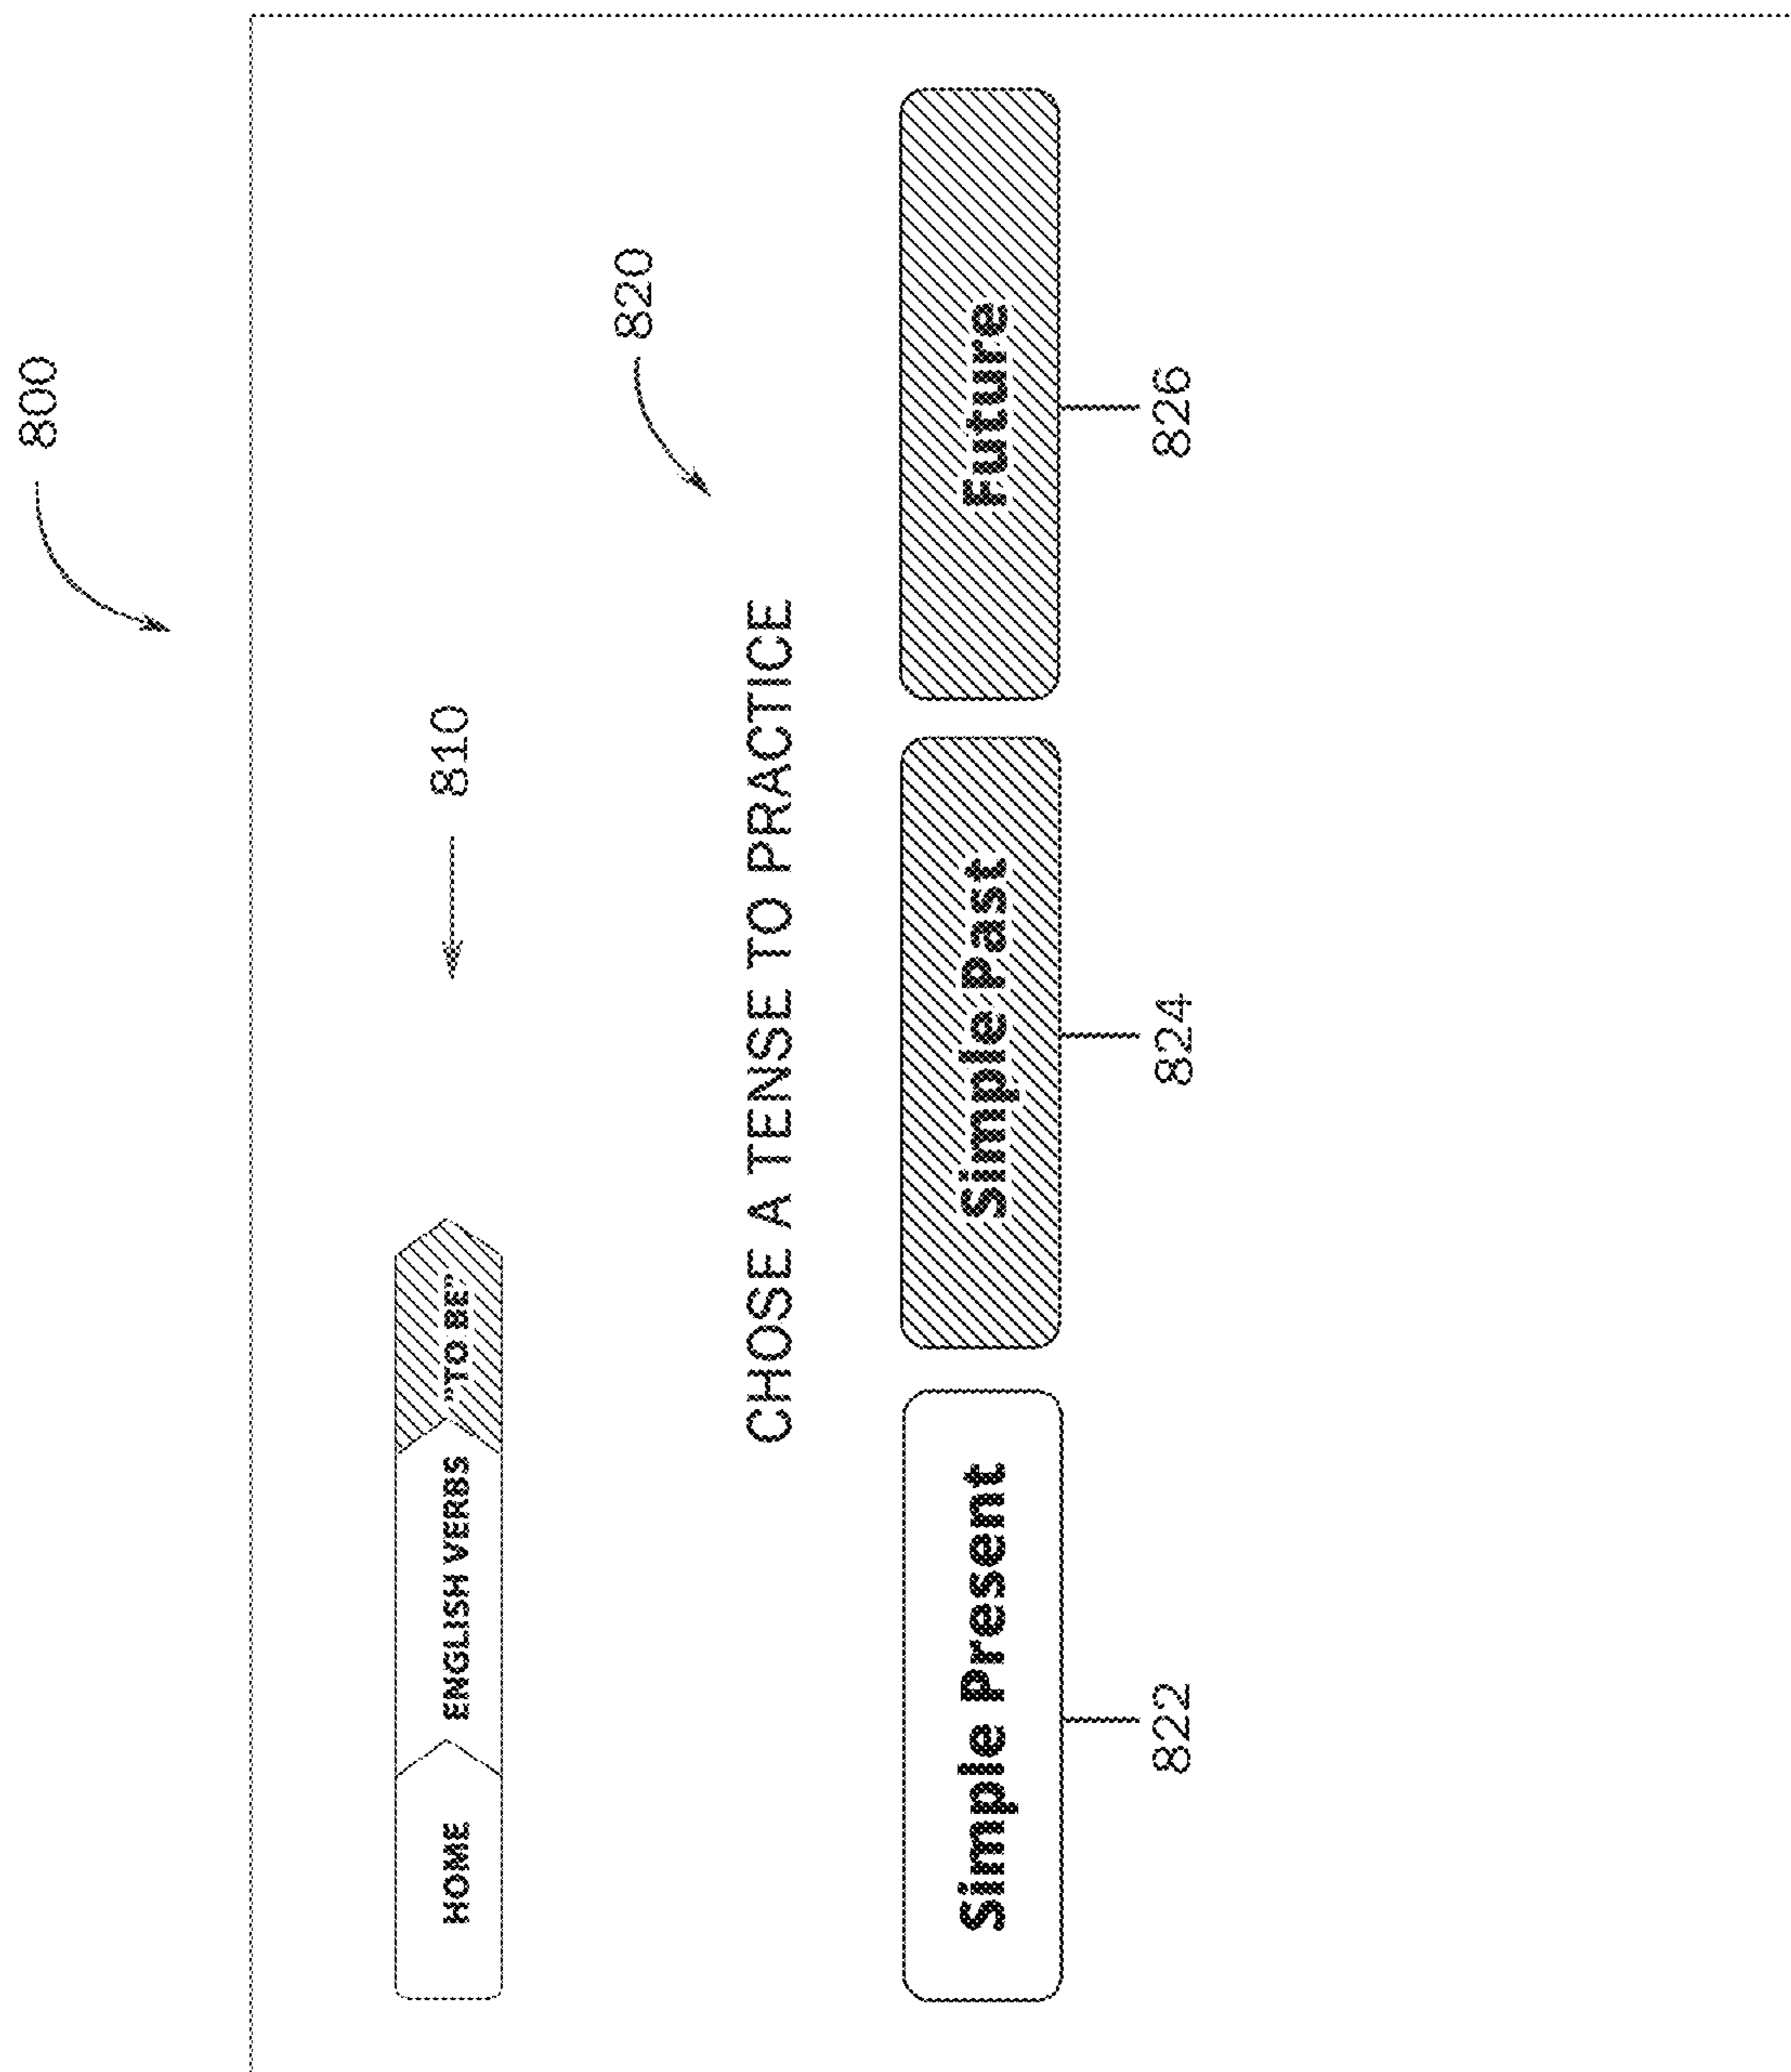 800
HOME ENGLISH VERBS "TO BE"
810
820
CHOSE A TENSE TO PRACTICE
Simple Present Simple Past Future
822 824 826